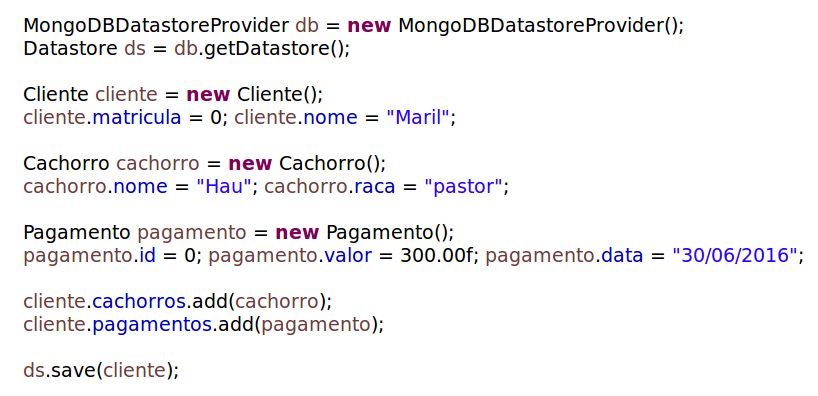 MongoDBDatastoreProvider db = new MongoDBDatastoreProvider();
Datastore ds = db.getDatastore();
Cliente cliente = new Cliente();
cliente.matricula = 0; cliente.nome = "Maril";
Cachorro cachorro = new Cachorro();
cachorro.nome = "Hau"; cachorro.raca = "pastor";
Pagamento pagamento = new Pagamento();
pagamento.id = 0; pagamento.valor = 300.00f; pagamento.data = "30/06/2016";
cliente.cachorros.add(cachorro);
cliente.pagamentos.add(pagamento);
ds.save(cliente);